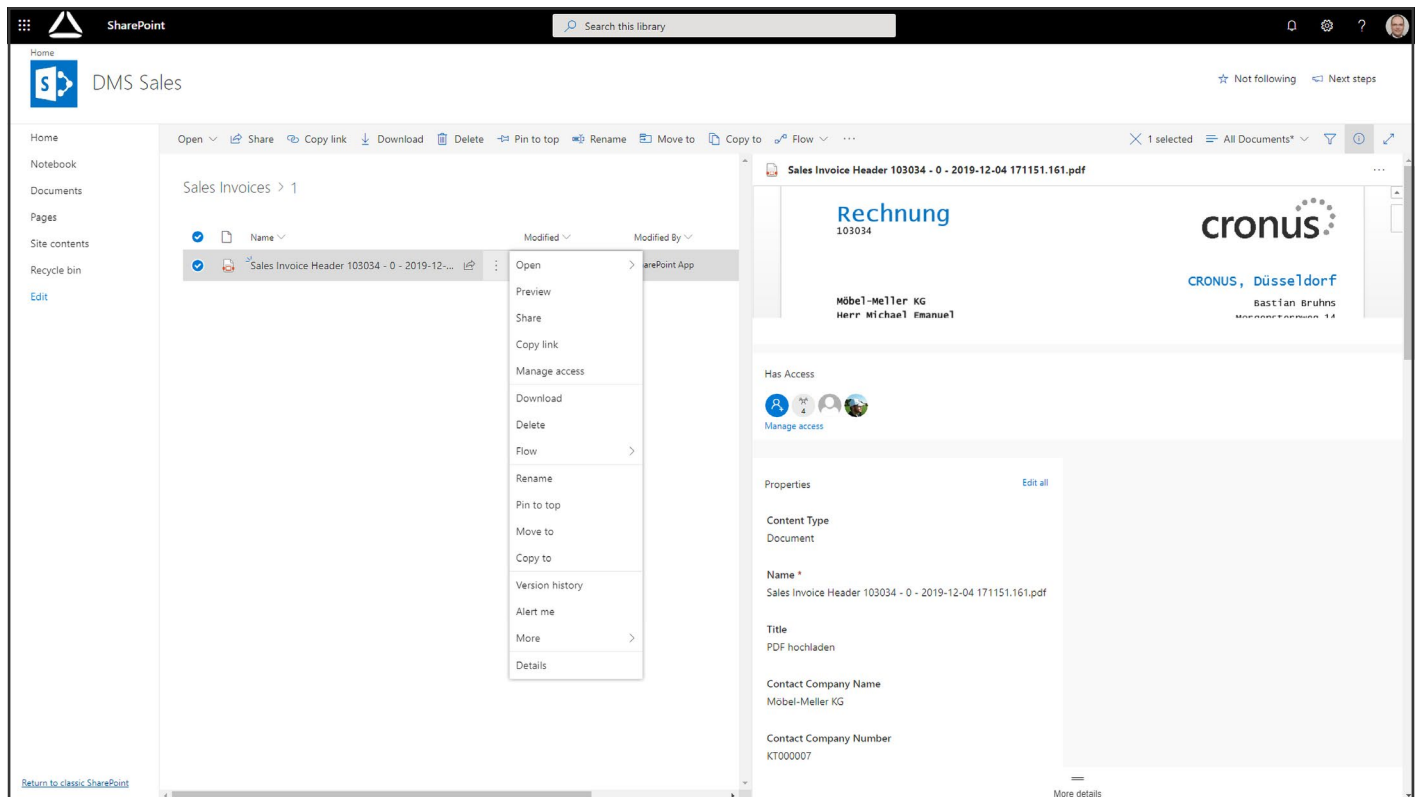 SharePoint
Search this library
?
Home
S
DMS Sales
Not following
Next steps
Home
Notebook
Documents
Pages
Site contents
Recycle bin
Edit
Return to classic SharePoint
Open Share Copy link Download Delete Pin to top Rename Move to Copy to Flow ...
1 selected All Documents*
Sales Invoices > 1
Name Modified Modified By
Sales Invoice Header 103034 - 0 - 2019-12-... arePoint App
Open
Preview
Share
Copy link
Manage access
Download
Delete
Flow
Rename
Pin to top
Move to
Copy to
Version history
Alert me
More
Details
Sales Invoice Header 103034 - 0 - 2019-12-04 171151.161.pdf
...
Rechnung
103034
cronus
CRONUS, Düsseldorf
Möbel-Meller KG
Bastian Bruhns
Herr Michael Emanuel
Has Access
4
Manage access
Properties
Edit all
Content Type
Document
Name *
Sales Invoice Header 103034 - 0 - 2019-12-04 171151.161.pdf
Title
PDF hochladen
Contact Company Name
Möbel-Meller KG
Contact Company Number
KT000007
More details